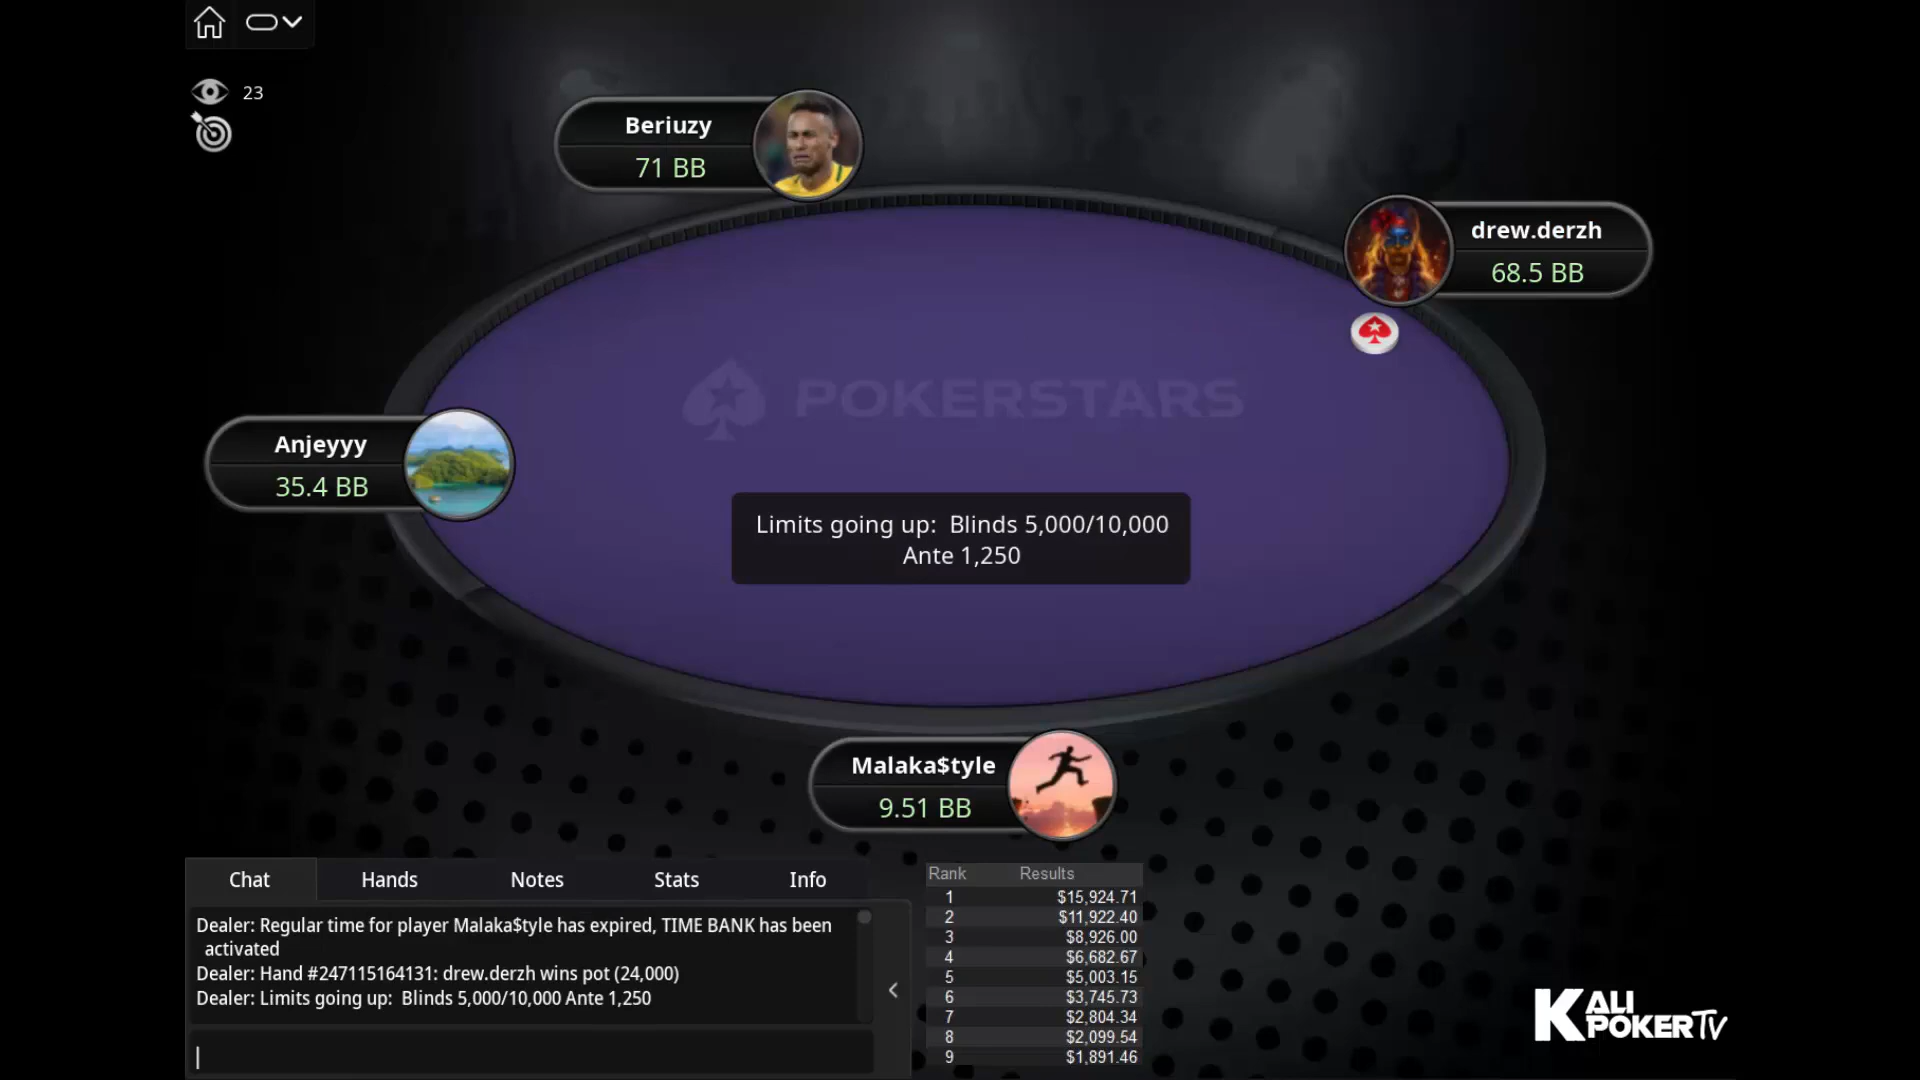 23
Beriuzy
71 BB
drew.derzh
68.5 BB
POKERSTARS
Anjeyyy
35.4 BB
Limits going up:  Blinds 5,000/10,000
Ante 1,250
Malaka$tyle
9.51 BB
Chat Hands Notes Stats Info
Dealer: Regular time for player Malaka$tyle has expired, TIME BANK has been
activated
Dealer: Hand #247115164131: drew.derzh wins pot (24,000)
Dealer: Limits going up:  Blinds 5,000/10,000 Ante 1,250
Rank Results
1 $15,924.71
2 $11,922.40
3 $8,926.00
4 $6,682.67
5 $5,003.15
6 $3,745.73
7 $2,804.34
8 $2,099.54
9 $1,891.46
KALI
POKERTV